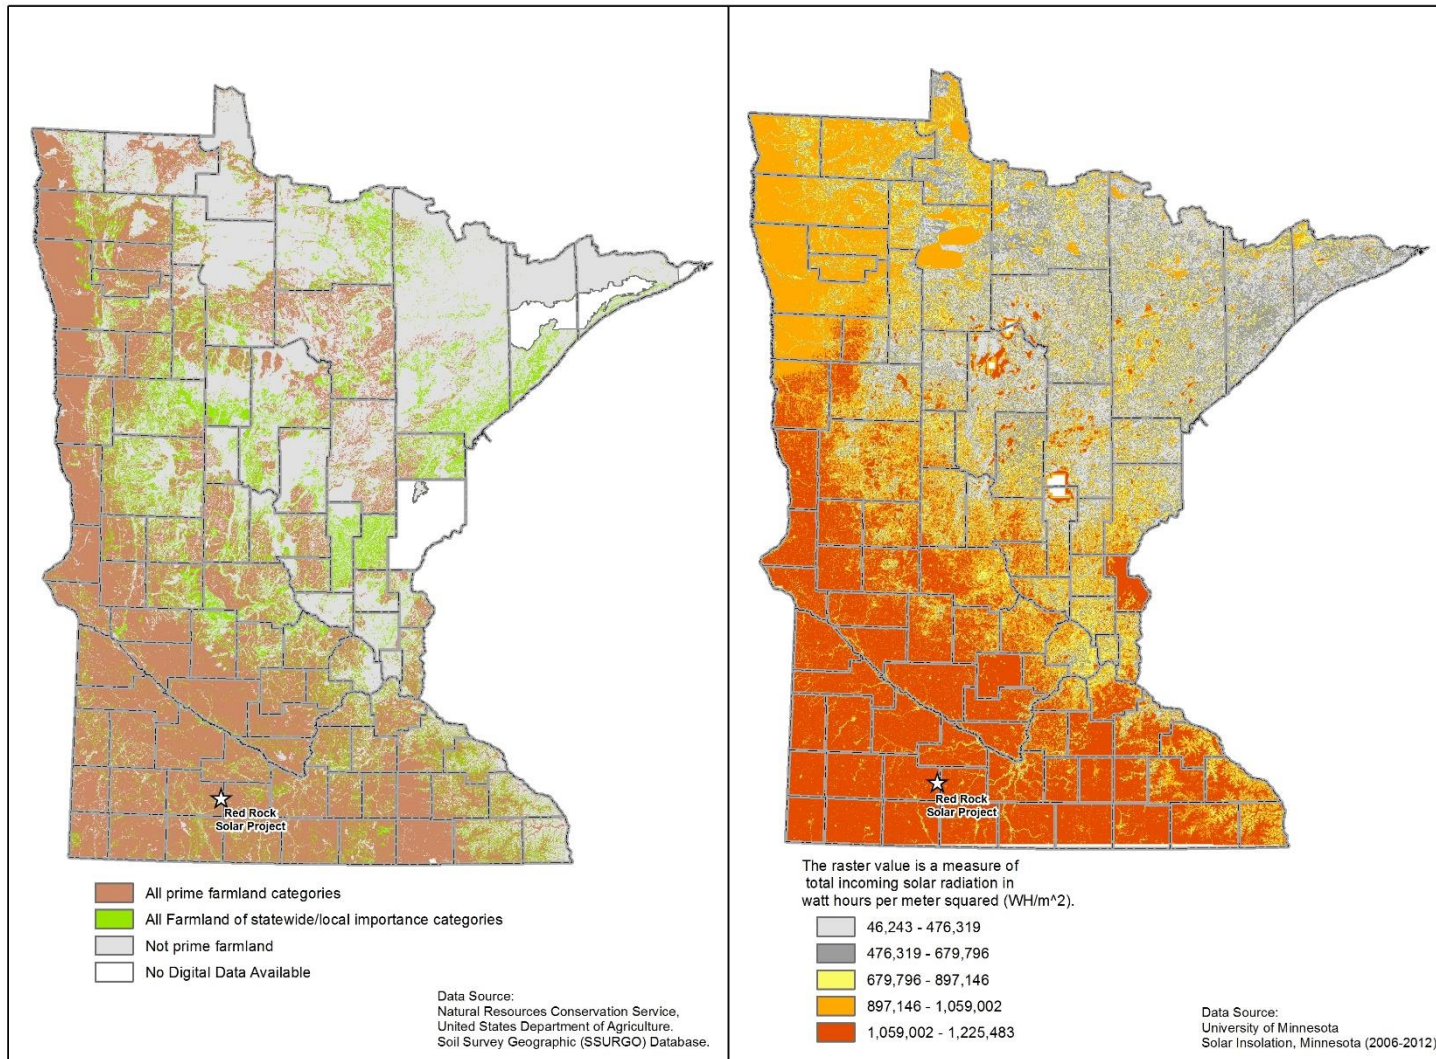 Red Rock
Solar Project
All prime farmland categories
All Farmland of statewide/local importance categories
Not prime farmland
No Digital Data Available
Data Source:
Natural Resources Conservation Service,
United States Department of Agriculture.
Soil Survey Geographic (SSURGO) Database.
Red Rock
Solar Project
The raster value is a measure of
total incoming solar radiation in
watt hours per meter squared (WH/m^2).
46,243 - 476,319
476,319 - 679,796
679,796 - 897,146
897,146 - 1,059,002
1,059,002 - 1,225,483
Data Source:
University of Minnesota
Solar Insolation, Minnesota (2006-2012)